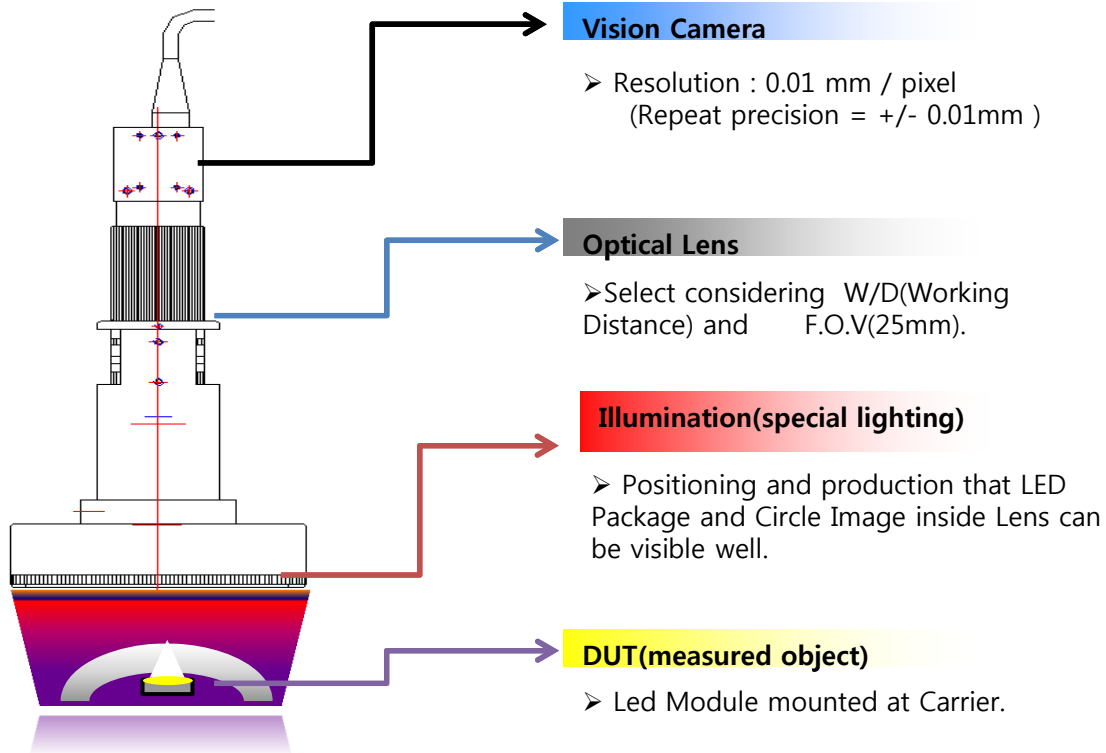 Vision Camera
➢ Resolution : 0.01 mm / pixel
(Repeat precision = +/- 0.01mm )
Optical Lens
➢Select considering W/D(Working
Distance) and F.O.V(25mm).
Illumination(special lighting)
➢ Positioning and production that LED
Package and Circle Image inside Lens can
be visible well.
DUT(measured object)
➢ Led Module mounted at Carrier.